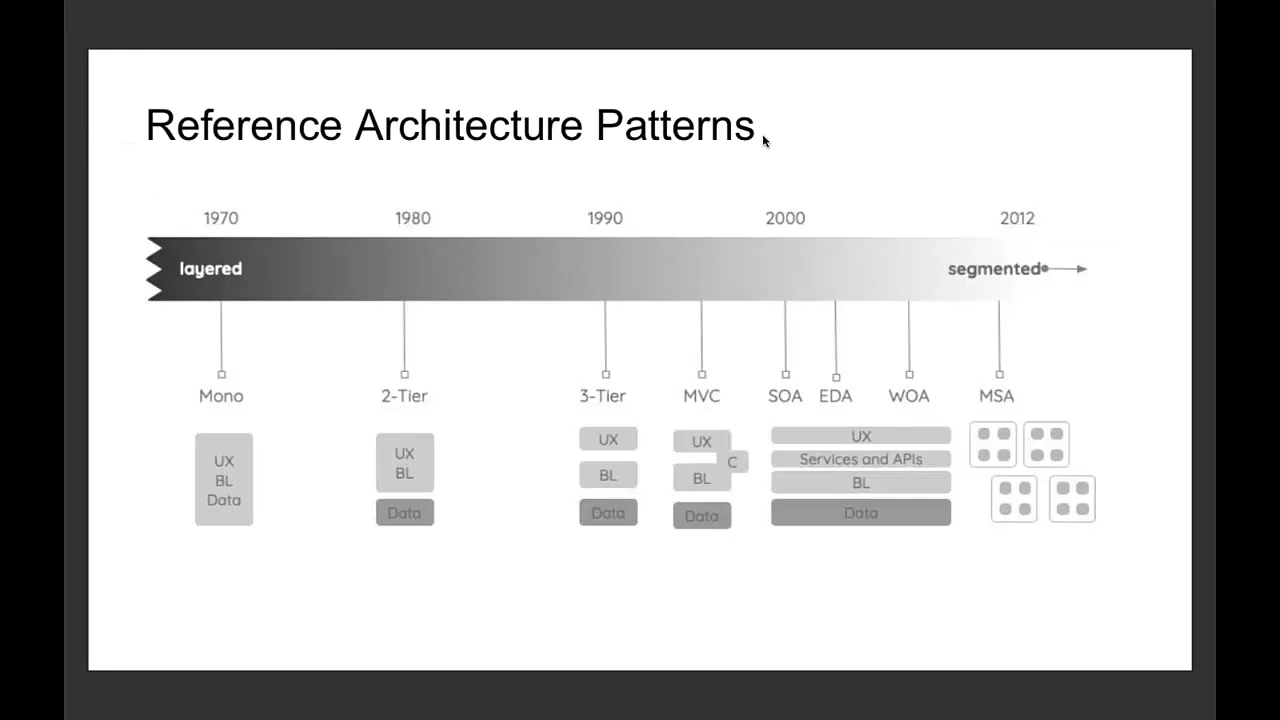 Reference Architecture Patterns
1970 1980 1990 2000 2012
layered segmented
Mono 2-Tier 3-Tier MVC SOA EDA WOA MSA
UX
BL
Data
UX
BL
Data
UX
BL
Data
UX
C
BL
Data
UX
Services and APIs
BL
Data